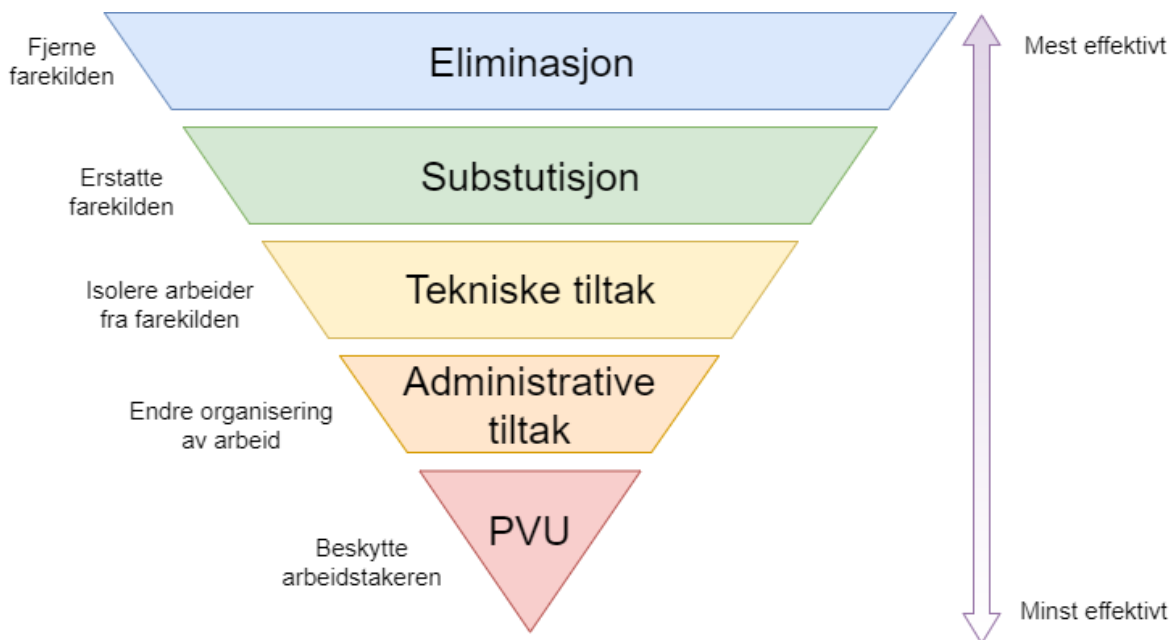 Fjerne
farekilden
Eliminasjon
Mest effektivt
Erstatte
farekilden
Substutisjon
Isolere arbeider
fra farekilden
Tekniske tiltak
Endre organisering
av arbeid
Administrative
tiltak
Beskytte
arbeidstakeren
PVU
Minst effektivt